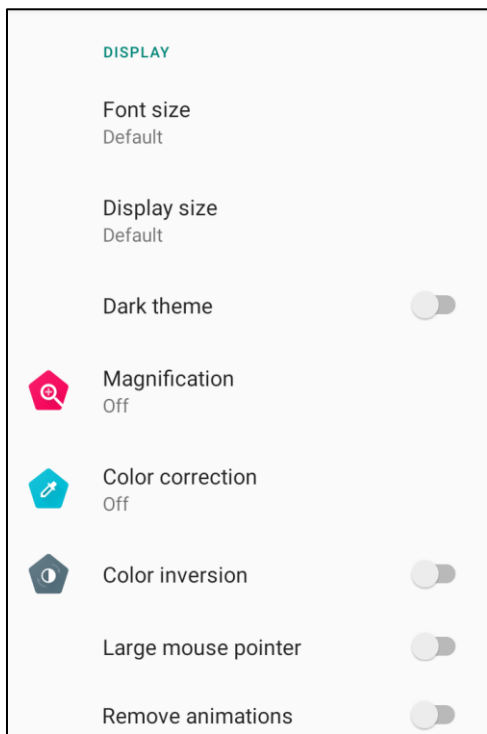 DISPLAY
Font size
Default
Display size
Default
Dark theme
Magnification
Off
Color correction
Off
Color inversion
Large mouse pointer
Remove animations